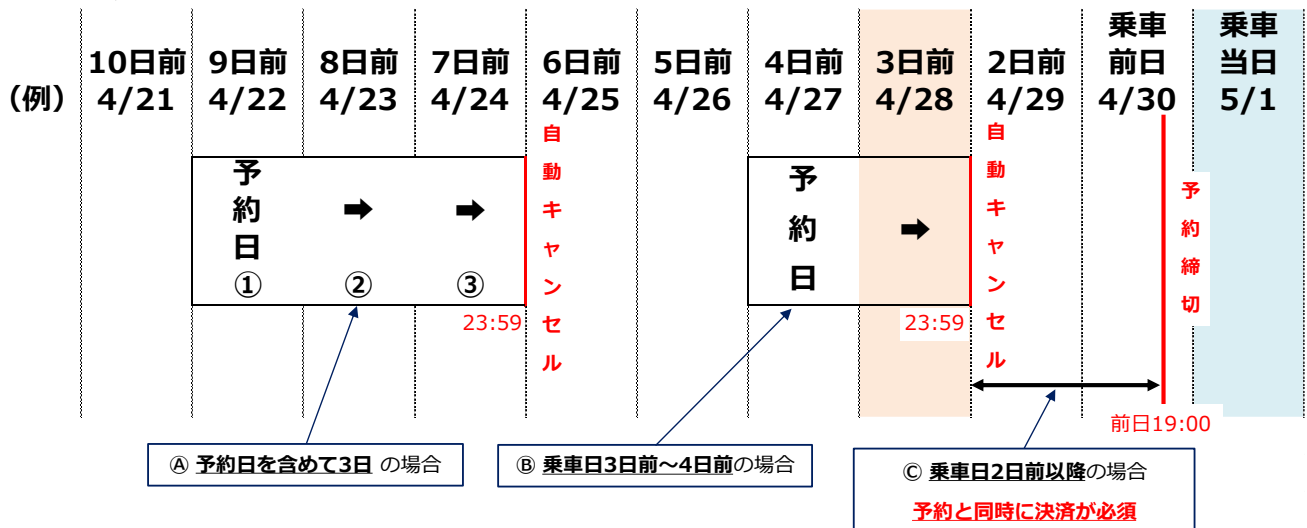 乗車 乗車
10日前 9日前 8日前 7日前 6日前 5日前 4日前 3日前 2日前 前日 当日
(例) 4/21 4/22 4/23 4/24 4/25 4/26 4/27 4/28 4/29 4/30 5/1
予約日
① ② ③
➡ ➡
23:59
自動キャンセル
予約日
➡
23:59
自動キャンセル
予約締切
前日19:00
Ⓐ 予約日を含めて3日 の場合
Ⓑ 乗車日3日前～4日前の場合
Ⓒ 乗車日2日前以降の場合
予約と同時に決済が必須